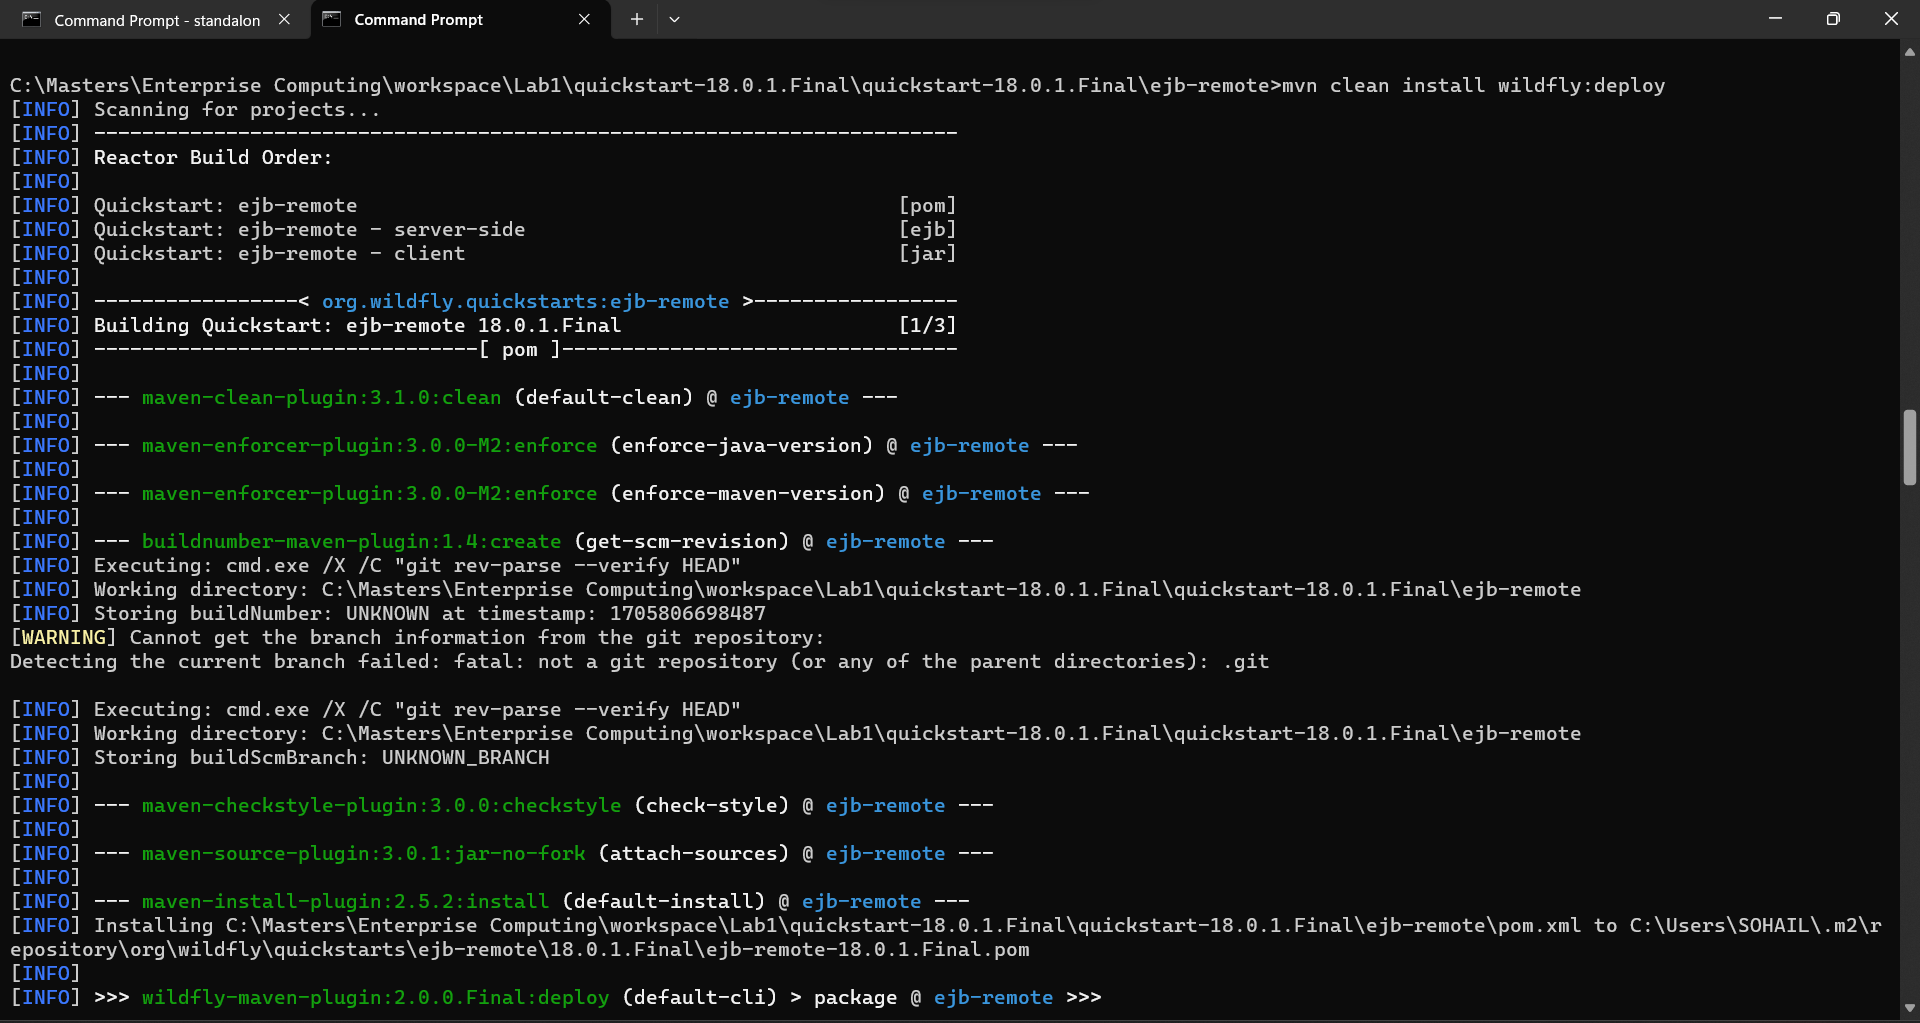 Command Prompt - standalon
Command Prompt
C:\Masters\Enterprise Computing\workspace\Lab1\quickstart-18.0.1.Final\quickstart-18.0.1.Final\ejb-remote>mvn clean install wildfly:deploy
[INFO] Scanning for projects...
[INFO] ------------------------------------------------------------------------
[INFO] Reactor Build Order:
[INFO]
[INFO] Quickstart: ejb-remote                                             [pom]
[INFO] Quickstart: ejb-remote - server-side                               [ejb]
[INFO] Quickstart: ejb-remote - client                                    [jar]
[INFO]
[INFO] -----------------< org.wildfly.quickstarts:ejb-remote >-----------------
[INFO] Building Quickstart: ejb-remote 18.0.1.Final                       [1/3]
[INFO] --------------------------------[ pom ]---------------------------------
[INFO]
[INFO] --- maven-clean-plugin:3.1.0:clean (default-clean) @ ejb-remote ---
[INFO]
[INFO] --- maven-enforcer-plugin:3.0.0-M2:enforce (enforce-java-version) @ ejb-remote ---
[INFO]
[INFO] --- maven-enforcer-plugin:3.0.0-M2:enforce (enforce-maven-version) @ ejb-remote ---
[INFO]
[INFO] --- buildnumber-maven-plugin:1.4:create (get-scm-revision) @ ejb-remote ---
[INFO] Executing: cmd.exe /X /C "git rev-parse --verify HEAD"
[INFO] Working directory: C:\Masters\Enterprise Computing\workspace\Lab1\quickstart-18.0.1.Final\quickstart-18.0.1.Final\ejb-remote
[INFO] Storing buildNumber: UNKNOWN at timestamp: 1705806698487
[WARNING] Cannot get the branch information from the git repository:
Detecting the current branch failed: fatal: not a git repository (or any of the parent directories): .git
[INFO] Executing: cmd.exe /X /C "git rev-parse --verify HEAD"
[INFO] Working directory: C:\Masters\Enterprise Computing\workspace\Lab1\quickstart-18.0.1.Final\quickstart-18.0.1.Final\ejb-remote
[INFO] Storing buildScmBranch: UNKNOWN_BRANCH
[INFO]
[INFO] --- maven-checkstyle-plugin:3.0.0:checkstyle (check-style) @ ejb-remote ---
[INFO]
[INFO] --- maven-source-plugin:3.0.1:jar-no-fork (attach-sources) @ ejb-remote ---
[INFO]
[INFO] --- maven-install-plugin:2.5.2:install (default-install) @ ejb-remote ---
[INFO] Installing C:\Masters\Enterprise Computing\workspace\Lab1\quickstart-18.0.1.Final\quickstart-18.0.1.Final\ejb-remote\pom.xml to C:\Users\SOHAIL\.m2\r
epository\org\wildfly\quickstarts\ejb-remote\18.0.1.Final\ejb-remote-18.0.1.Final.pom
[INFO]
[INFO] >>> wildfly-maven-plugin:2.0.0.Final:deploy (default-cli) > package @ ejb-remote >>>